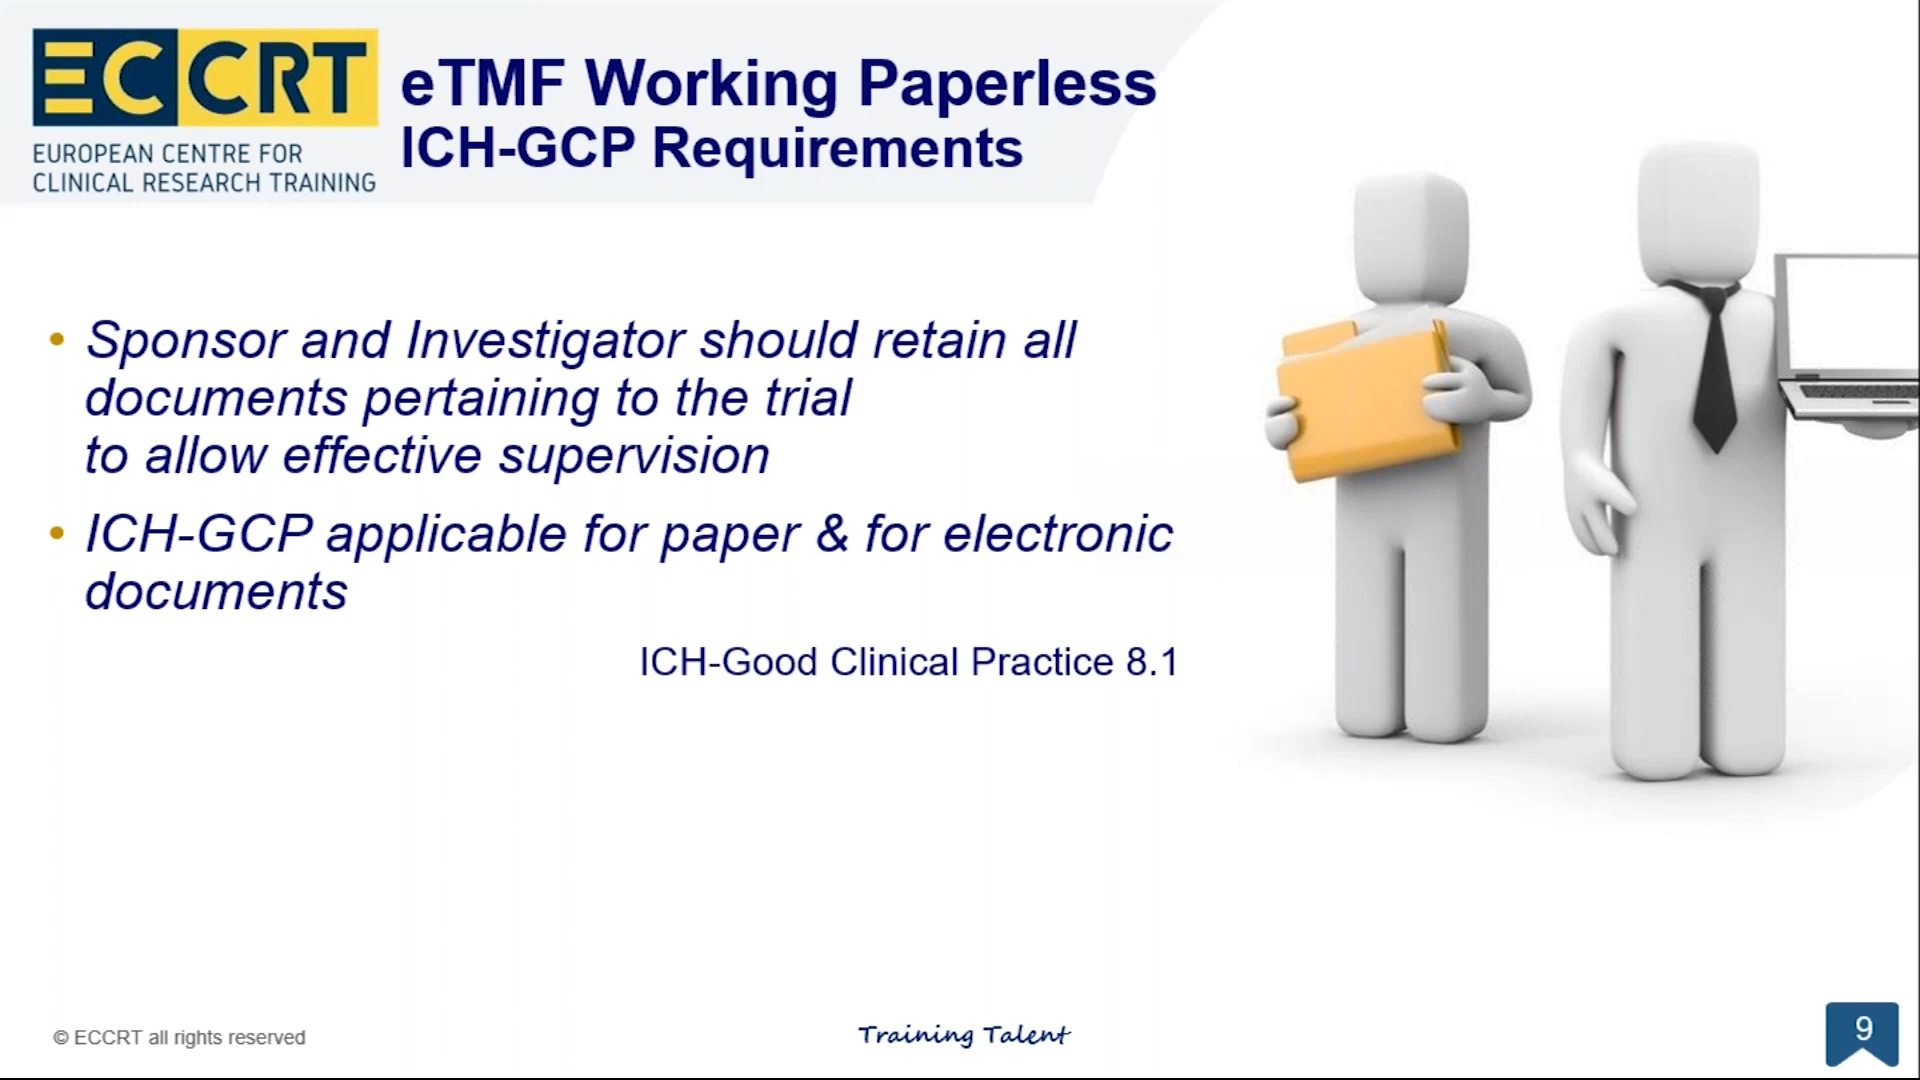 ECCRT
EUROPEAN CENTRE FOR
CLINICAL RESEARCH TRAINING
eTMF Working Paperless
ICH-GCP Requirements
• Sponsor and Investigator should retain all
documents pertaining to the trial
to allow effective supervision
• ICH-GCP applicable for paper & for electronic
documents
ICH-Good Clinical Practice 8.1
© ECCRT all rights reserved
Training Talent
9